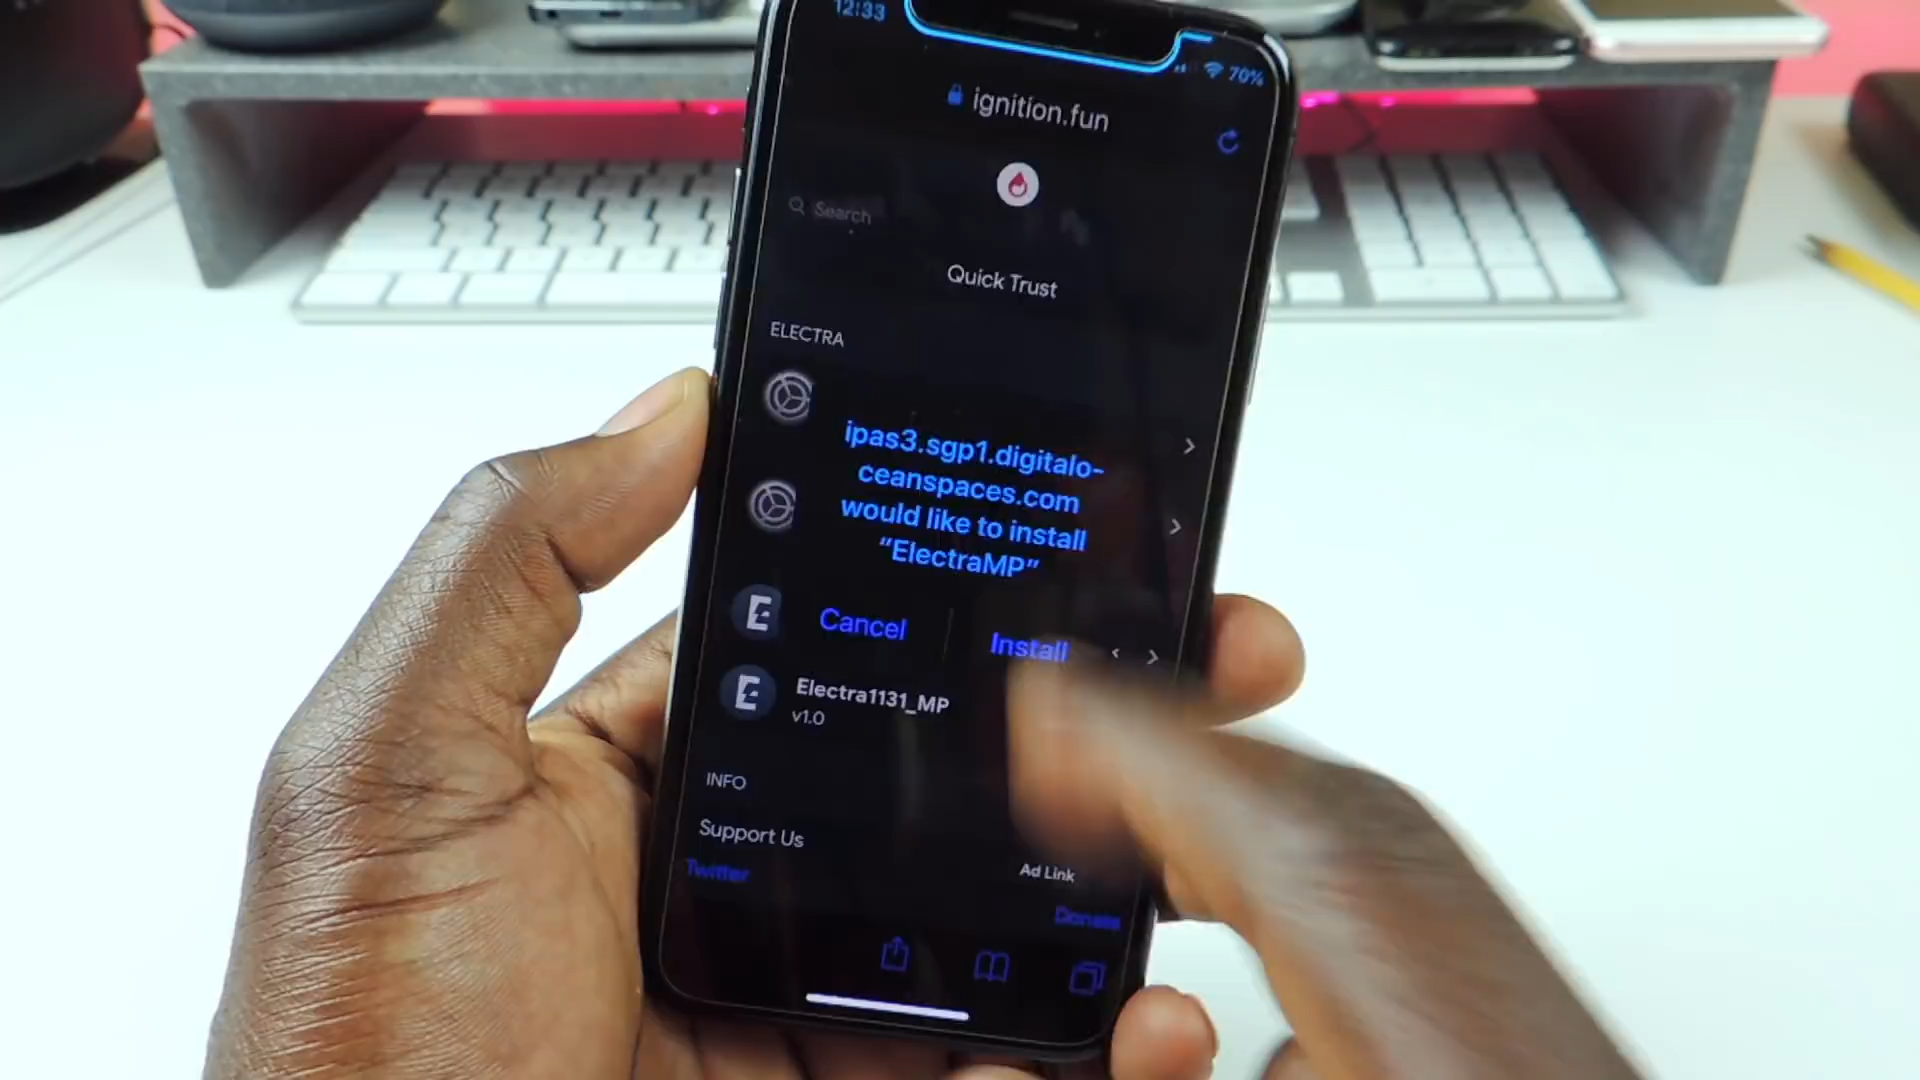 12:33
70%
ignition.fun
Search
Quick Trust
ELECTRA
ipas3.sgp1.digitalo-
ceanspaces.com
would like to install
“ElectraMP”
Cancel
Install
Electra1131_MP
v1.0
INFO
Support Us
Ad Link
Twitter
Donate